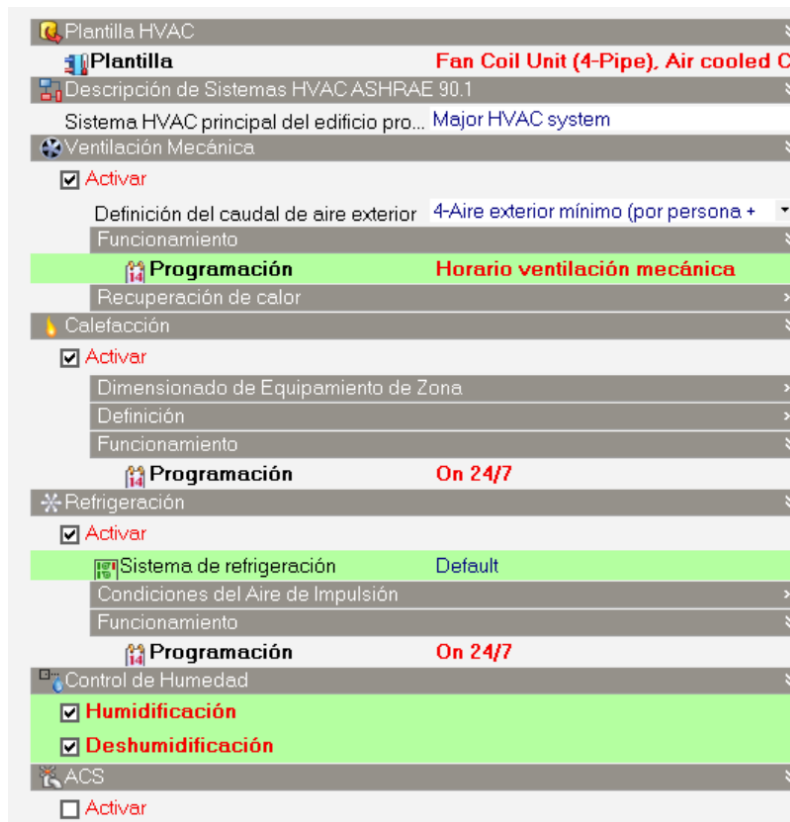 Plantilla HVAC
Plantilla Fan Coil Unit (4-Pipe), Air cooled C
Descripción de Sistemas HVAC ASHRAE 90.1
Sistema HVAC principal del edificio pro... Major HVAC system
Ventilación Mecánica
Activar
Definición del caudal de aire exterior 4-Aire exterior mínimo (por persona +
Funcionamiento
14 Programación Horario ventilación mecánica
Recuperación de calor
Calefacción
Activar
Dimensionado de Equipamiento de Zona
Definición
Funcionamiento
14 Programación On 24/7
Refrigeración
Activar
Sistema de refrigeración Default
Condiciones del Aire de Impulsión
Funcionamiento
14 Programación On 24/7
Control de Humedad
Humidificación
Deshumidificación
ACS
Activar